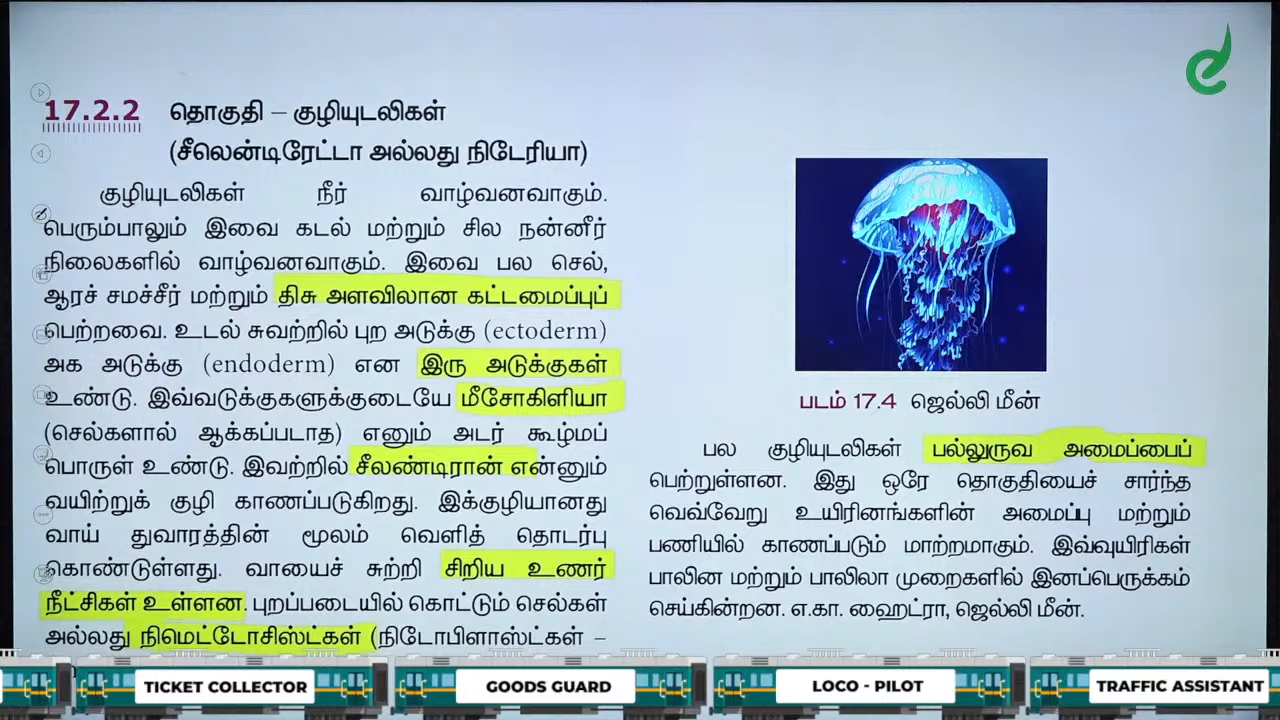 17.2.2 தொகுதி – குழியுடலிகள்
(சீலென்டிரேட்டா அல்லது நிடேரியா)
குழியுடலிகள் நீர் வாழ்வனவாகும்.
பெரும்பாலும் இவை கடல் மற்றும் சில நன்னீர்
நிலைகளில் வாழ்வனவாகும். இவை பல செல்,
ஆரச் சமச்சீர் மற்றும் திசு அளவிலான கட்டமைப்புப்
பெற்றவை. உடல் சுவற்றில் புற அடுக்கு (ectoderm)
அக அடுக்கு (endoderm) என இரு அடுக்குகள்
உண்டு. இவ்வடுக்குகளுக்குடையே மீசோகிளியா
(செல்களால் ஆக்கப்படாத) எனும் அடர் கூழ்மப்
பொருள் உண்டு. இவற்றில் சீலண்டிரான் என்னும்
வயிற்றுக் குழி காணப்படுகிறது. இக்குழியானது
வாய் துவாரத்தின் மூலம் வெளித் தொடர்பு
கொண்டுள்ளது. வாயைச் சுற்றி சிறிய உணர்
நீட்சிகள் உள்ளன. புறப்படையில் கொட்டும் செல்கள்
அல்லது நிமெட்டோசிஸ்ட்கள் (நிடோபிளாஸ்ட்கள் –
படம் 17.4 ஜெல்லி மீன்
பல குழியுடலிகள் பல்லுருவ அமைப்பைப்
பெற்றுள்ளன. இது ஒரே தொகுதியைச் சார்ந்த
வெவ்வேறு உயிரினங்களின் அமைப்பு மற்றும்
பணியில் காணப்படும் மாற்றமாகும். இவ்வுயிரிகள்
பாலின மற்றும் பாலிலா முறைகளில் இனப்பெருக்கம்
செய்கின்றன. எ.கா. ஹைட்ரா, ஜெல்லி மீன்.
TICKET COLLECTOR
GOODS GUARD
LOCO - PILOT
TRAFFIC ASSISTANT